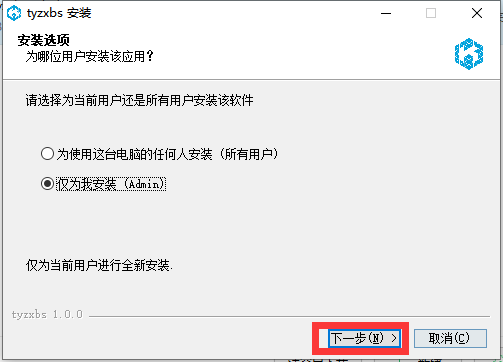 tyzxbs 安装
安装选项
为哪位用户安装该应用？
请选择为当前用户还是所有用户安装该软件
为使用这台电脑的任何人安装（所有用户）
仅为我安装 (Admin)
仅为当前用户进行全新安装.
tyzxbs 1.0.0
下一步(N) > 取消(C)